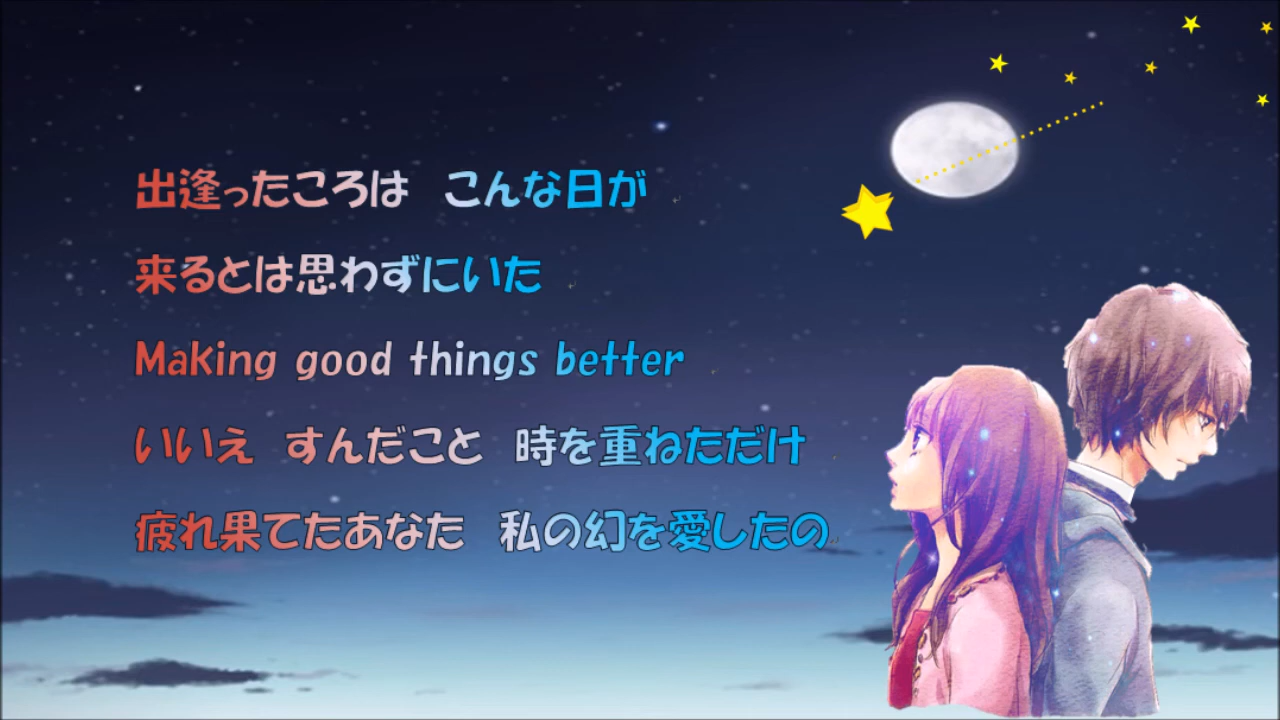 出逢ったころは　こんな日が
来るとは思わずにいた
Making good things better
いいえ　すんだこと　時を重ねただけ
疲れ果てたあなた　私の幻を愛したの